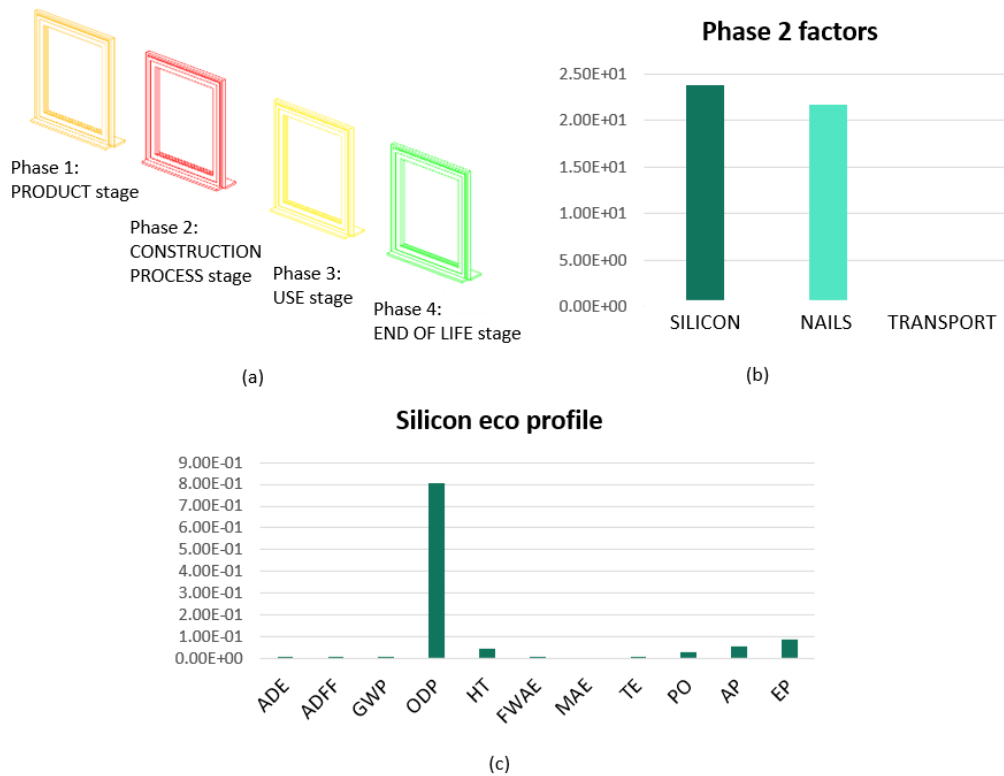 Phase 1:
PRODUCT stage
Phase 2:
CONSTRUCTION
PROCESS stage
Phase 3:
USE stage
Phase 4:
END OF LIFE stage
(a)
Phase 2 factors
2.50E+01
2.00E+01
1.50E+01
1.00E+01
5.00E+00
0.00E+00
SILICON NAILS TRANSPORT
(b)
Silicon eco profile
9.00E-01
8.00E-01
7.00E-01
6.00E-01
5.00E-01
4.00E-01
3.00E-01
2.00E-01
1.00E-01
0.00E+00
ADE ADFF GWP ODP HT FWAE MAE TE PO AP EP
(c)